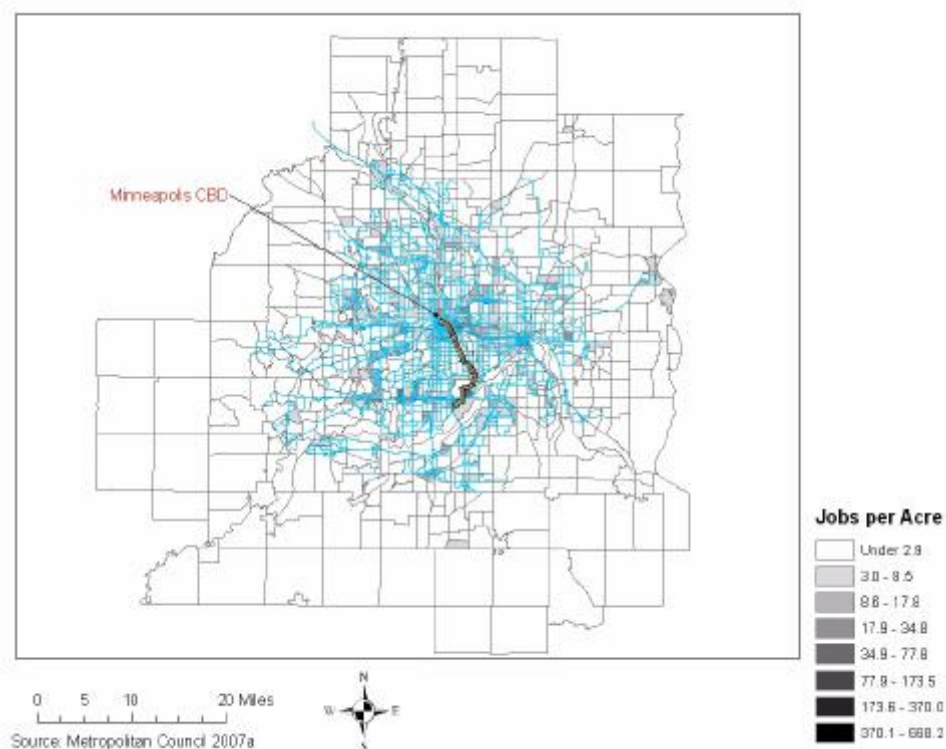 Minneapolis CBD
Jobs per Acre
Under 2.9
3.0 - 8.5
8.6 - 17.8
17.9 - 34.8
34.9 - 77.8
77.9 - 173.5
173.6 - 370.0
370.1 - 668.2
N
0 5 10 20 Miles
W E
Source: Metropolitan Council 2007a